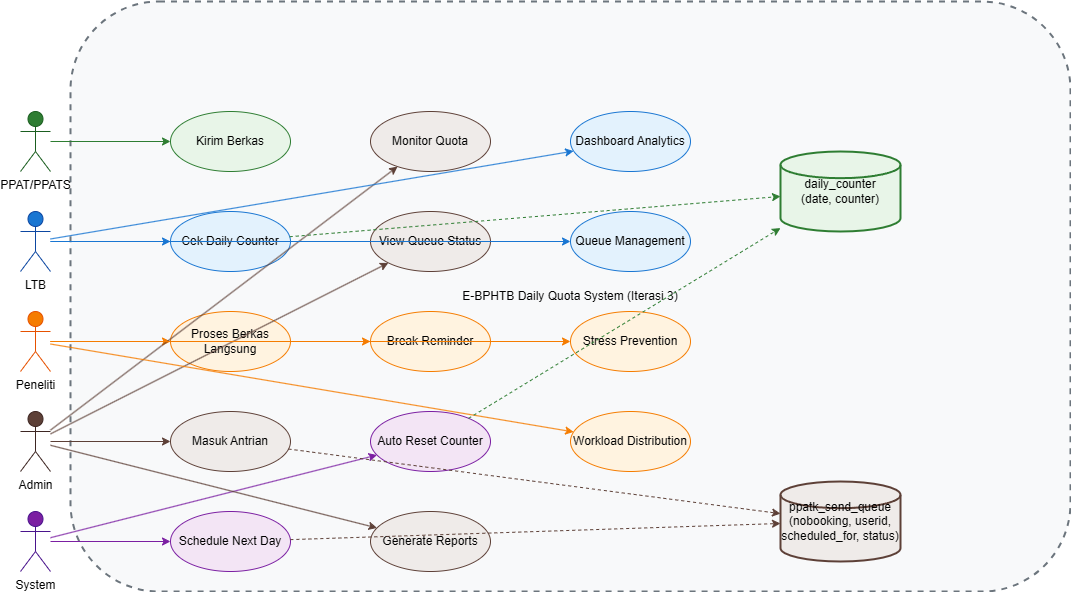 Kirim Berkas
Monitor Quota
Dashboard Analytics
PPAT/PPATS
daily_counter
(date, counter)
Cek Daily Counter
View Queue Status
Queue Management
LTB
E-BPHTB Daily Quota System (Iterasi 3)
Proses Berkas
Langsung
Break Reminder
Stress Prevention
Peneliti
Masuk Antrian
Auto Reset Counter
Workload Distribution
Admin
ppatk_send_queue
(nobooking, userid,
scheduled_for, status)
Schedule Next Day
Generate Reports
System